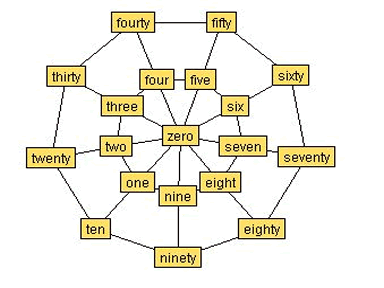 fourty
fifty
thirty
four
five
sixty
three
six
zero
two
seven
twenty
seventy
one
eight
nine
ten
eighty
ninety